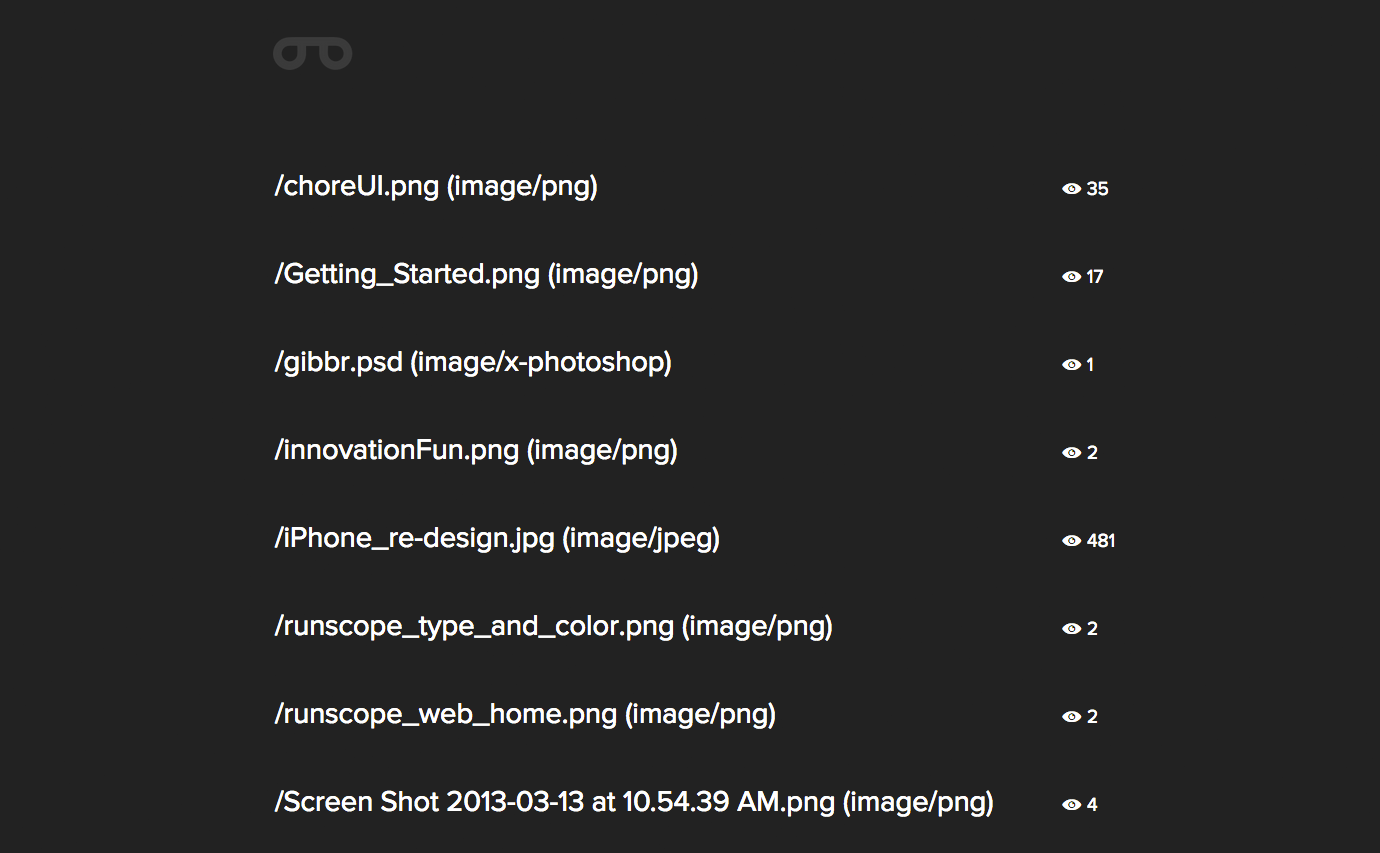 /choreUI.png (image/png) 35
/Getting_Started.png (image/png) 17
/gibbr.psd (image/x-photoshop) 1
/innovationFun.png (image/png) 2
/iPhone_re-design.jpg (image/jpeg) 481
/runscope_type_and_color.png (image/png) 2
/runscope_web_home.png (image/png) 2
/Screen Shot 2013-03-13 at 10.54.39 AM.png (image/png) 4